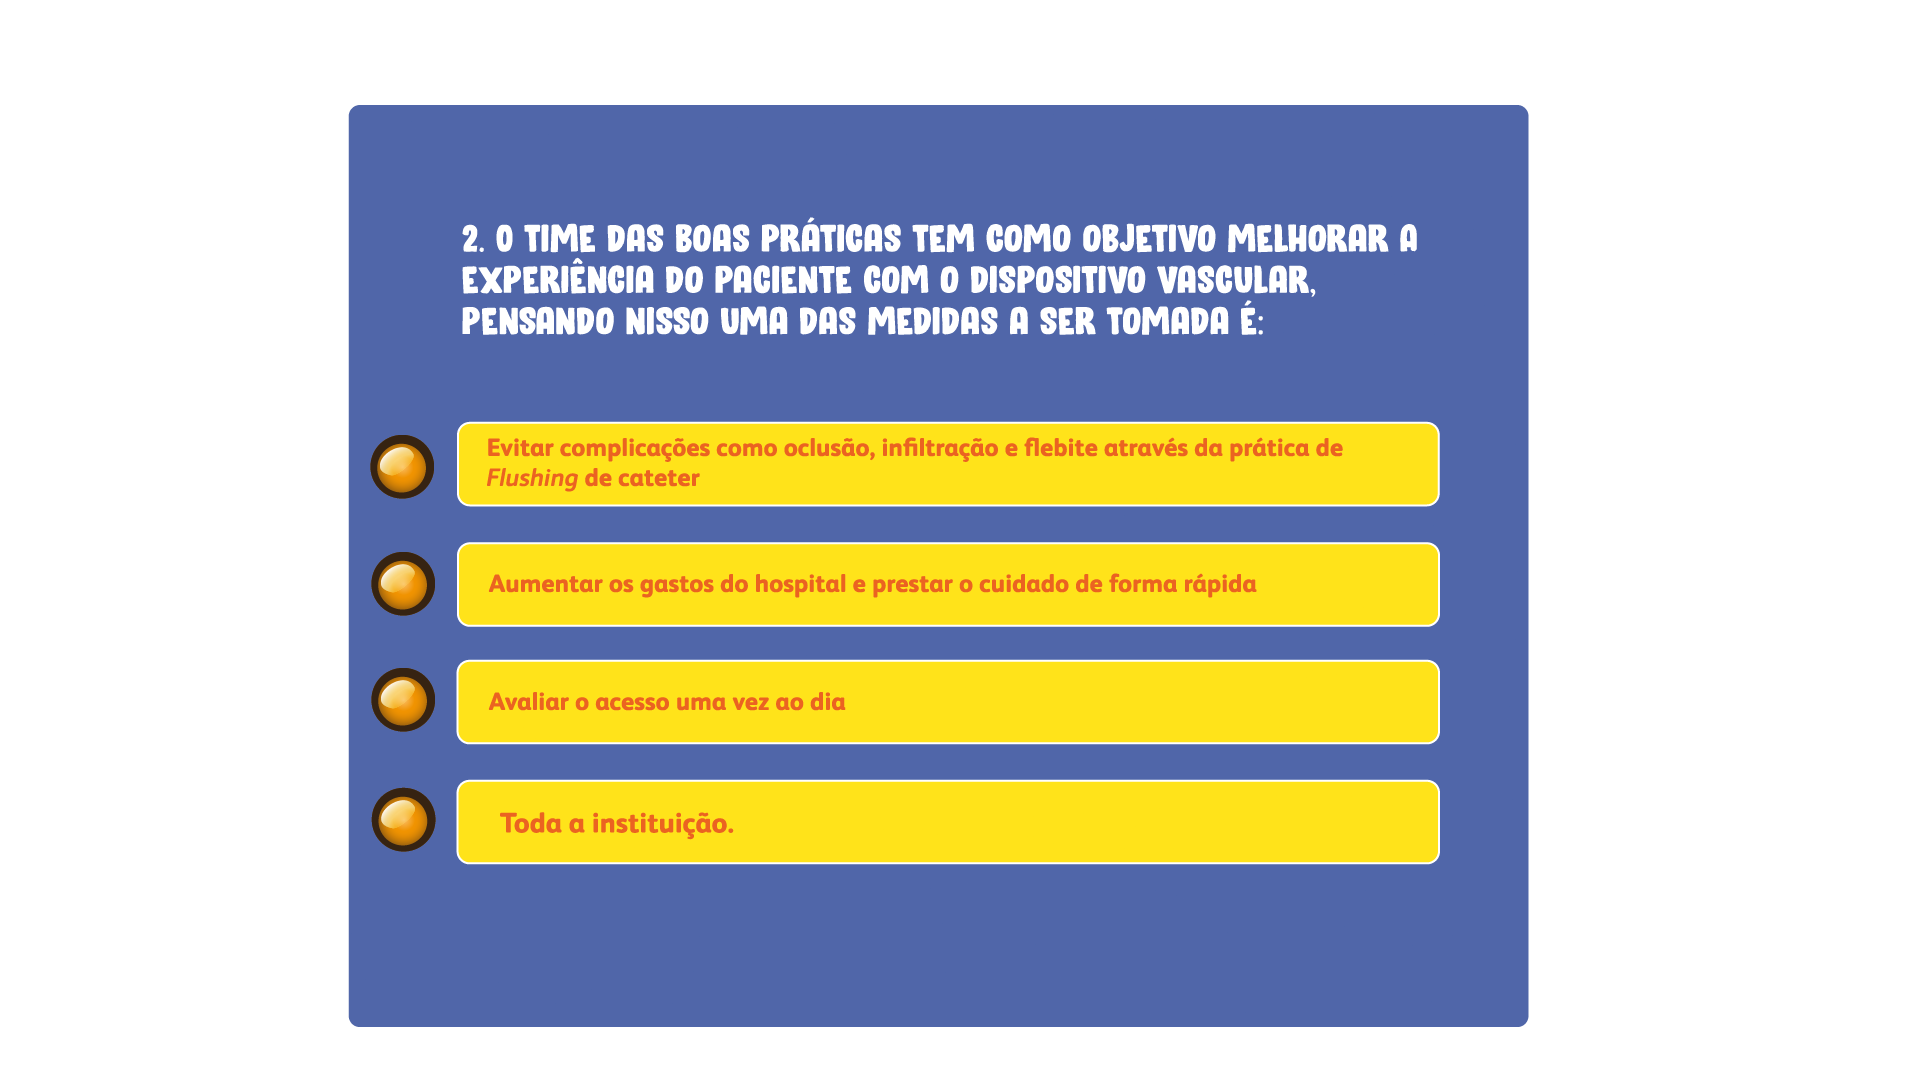 2. O TIME DAS BOAS PRÁTICAS TEM COMO OBJETIVO MELHORAR A
EXPERIÊNCIA DO PACIENTE COM O DISPOSITIVO VASCULAR,
PENSANDO NISSO UMA DAS MEDIDAS A SER TOMADA É:
Evitar complicações como oclusão, infiltração e flebite através da prática de
Flushing de cateter
Aumentar os gastos do hospital e prestar o cuidado de forma rápida
Avaliar o acesso uma vez ao dia
Toda a instituição.